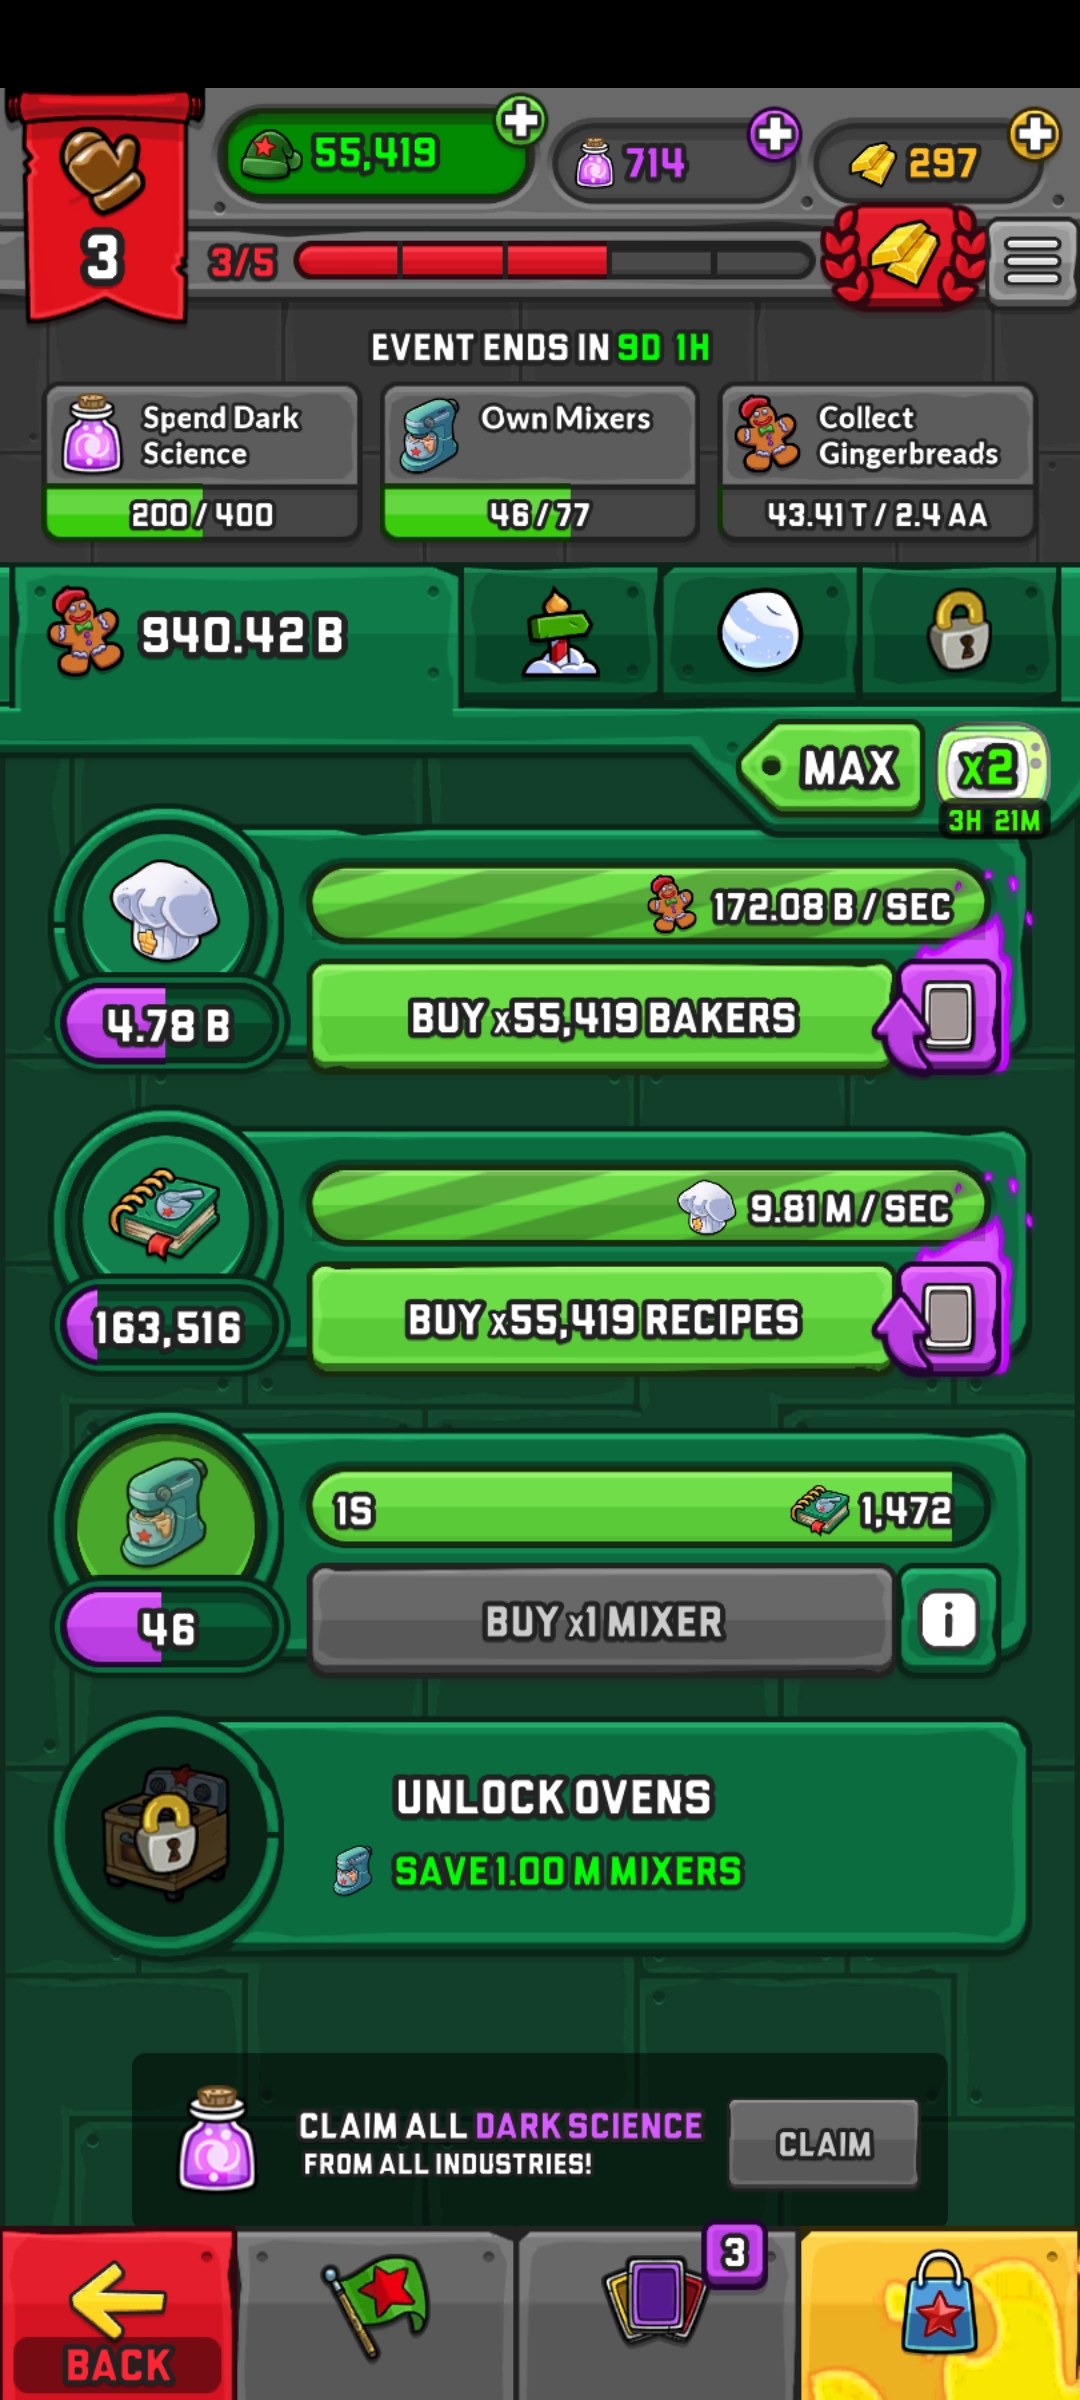 55,419
714
297
3
3/5
EVENT ENDS IN 9D 1H
Spend Dark
Science
200 / 400
Own Mixers
46 / 77
Collect
Gingerbreads
43.41 T / 2.4 AA
940.42 B
MAX
x2
3H 21M
172.08 B / SEC
4.78 B
BUY x55,419 BAKERS
9.81 M / SEC
163,516
BUY x55,419 RECIPES
1S
1,472
46
BUY x1 MIXER
i
UNLOCK OVENS
SAVE 1.00 M MIXERS
CLAIM ALL DARK SCIENCE
FROM ALL INDUSTRIES!
CLAIM
3
BACK